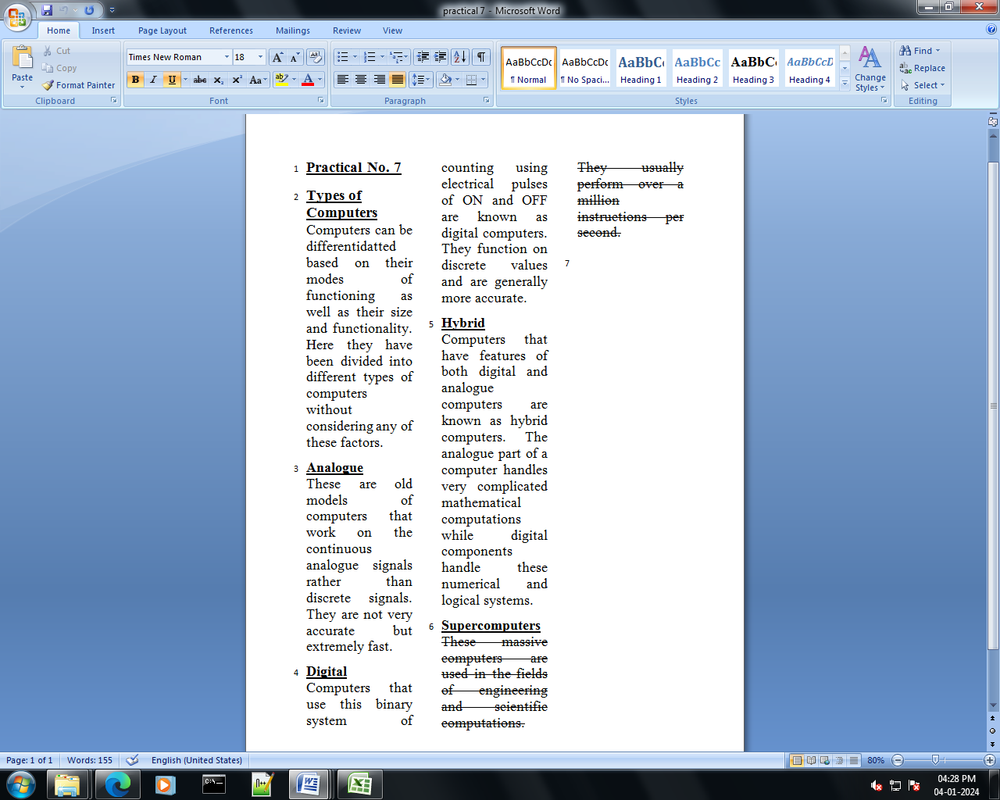 practical 7 - Microsoft Word
Home Insert Page Layout References Mailings Review View
Paste
Cut
Copy
Format Painter
Clipboard
Times New Roman 18
B I U abc x₂ x² Aa
Font
Paragraph
AaBbCcDc AaBbCcDc AaBbC AaBbCc AaBbC AaBbCcD
¶ Normal ¶ No Spaci... Heading 1 Heading 2 Heading 3 Heading 4
Styles
Change Styles
Find
Replace
Select
Editing
1 Practical No. 7
2 Types of
Computers
Computers can be
differentidatted
based on their
modes of
functioning as
well as their size
and functionality.
Here they have
been divided into
different types of
computers
without
considering any of
these factors.
3 Analogue
These are old
models of
computers that
work on the
continuous
analogue signals
rather than
discrete signals.
They are not very
accurate but
extremely fast.
4 Digital
Computers that
use this binary
system of
counting using
electrical pulses
of ON and OFF
are known as
digital computers.
They function on
discrete values
and are generally
more accurate.
5 Hybrid
Computers that
have features of
both digital and
analogue
computers are
known as hybrid
computers. The
analogue part of a
computer handles
very complicated
mathematical
computations
while digital
components
handle these
numerical and
logical systems.
6 Supercomputers
These massive
computers are
used in the fields
of engineering
and scientific
computations.
They usually
perform over a
million
instructions per
second.
7
Page: 1 of 1 Words: 155 English (United States) 80%
04:28 PM
04-01-2024